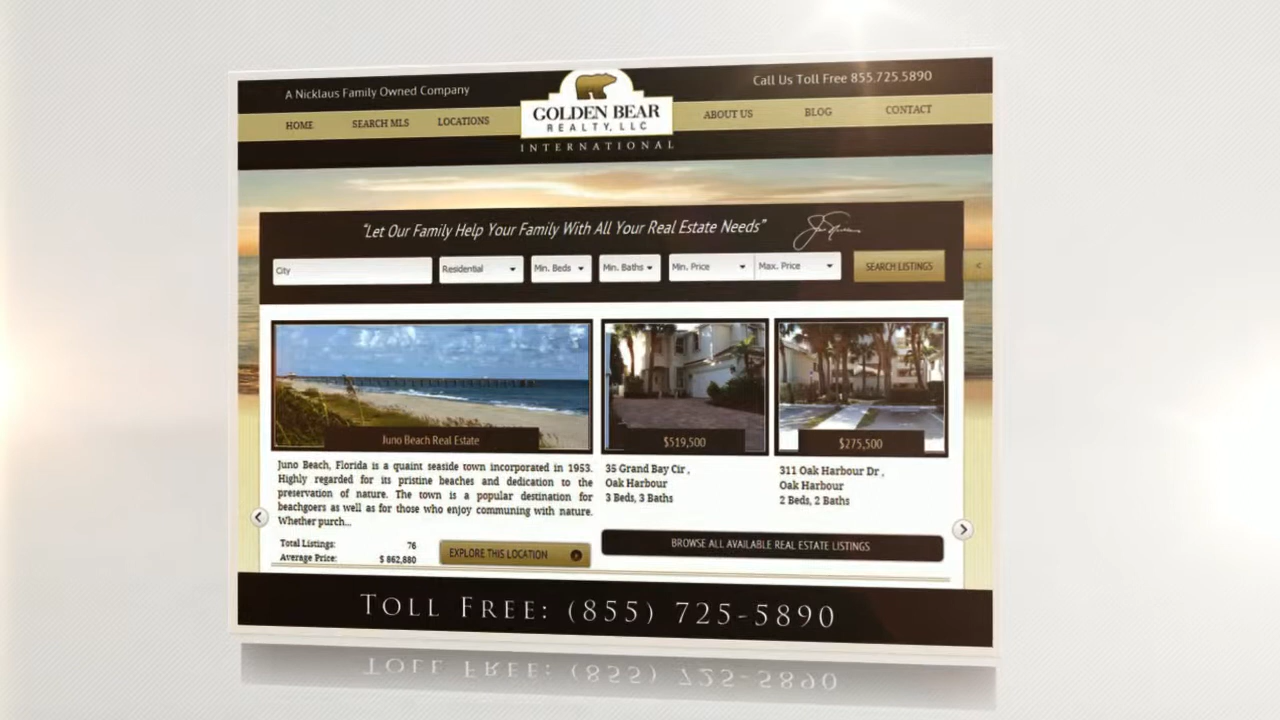 A Nicklaus Family Owned Company
Call Us Toll Free 855.725.5890
HOME
SEARCH MLS
LOCATIONS
GOLDEN BEAR
REALTY, LLC
INTERNATIONAL
ABOUT US
BLOG
CONTACT
"Let Our Family Help Your Family With All Your Real Estate Needs"
City
Residential
Min. Beds
Min. Baths
Min. Price
Max. Price
SEARCH LISTINGS
Juno Beach Real Estate
$519,500
$275,500
Juno Beach, Florida is a quaint seaside town incorporated in 1953.
Highly regarded for its pristine beaches and dedication to the
preservation of nature. The town is a popular destination for
beachgoers as well as for those who enjoy communing with nature.
Whether purch...
35 Grand Bay Cir ,
Oak Harbour
3 Beds, 3 Baths
311 Oak Harbour Dr ,
Oak Harbour
2 Beds, 2 Baths
Total Listings: 76
Average Price: $ 862,880
EXPLORE THIS LOCATION
BROWSE ALL AVAILABLE REAL ESTATE LISTINGS
TOLL FREE: (855) 725-5890